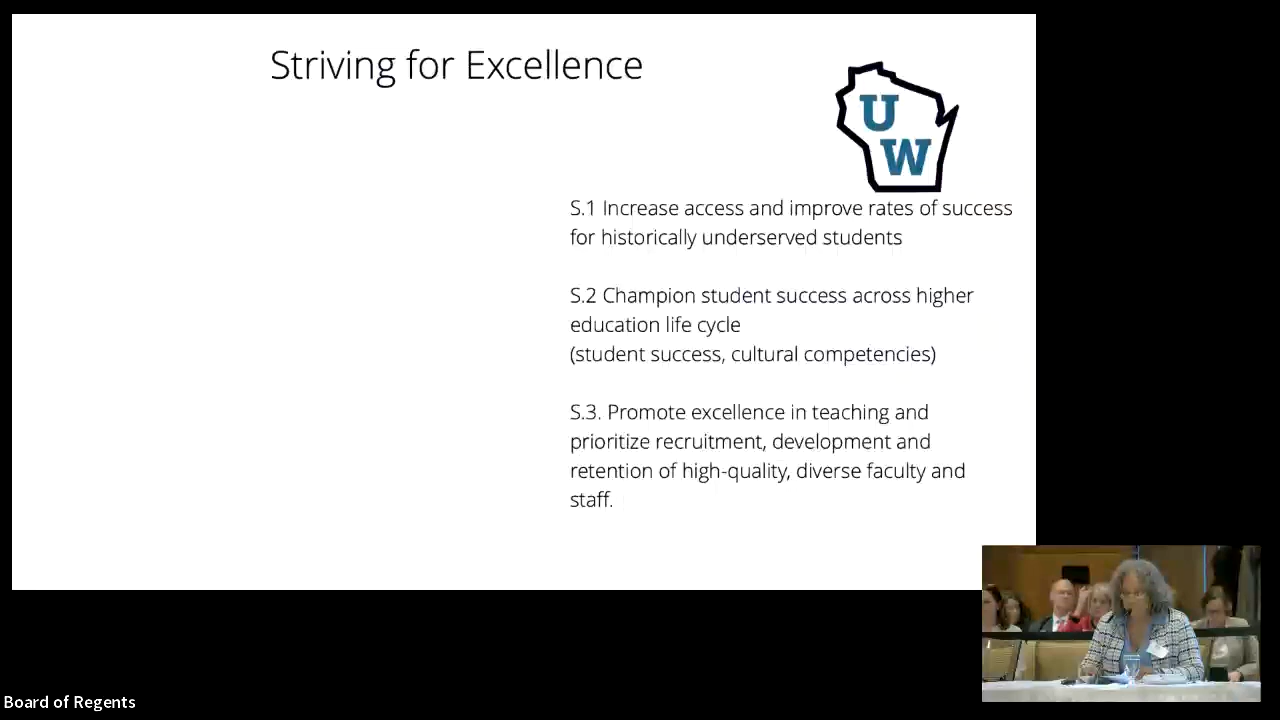 Striving for Excellence
U
W
S.1 Increase access and improve rates of success
for historically underserved students
S.2 Champion student success across higher
education life cycle
(student success, cultural competencies)
S.3. Promote excellence in teaching and
prioritize recruitment, development and
retention of high-quality, diverse faculty and
staff.
Board of Regents